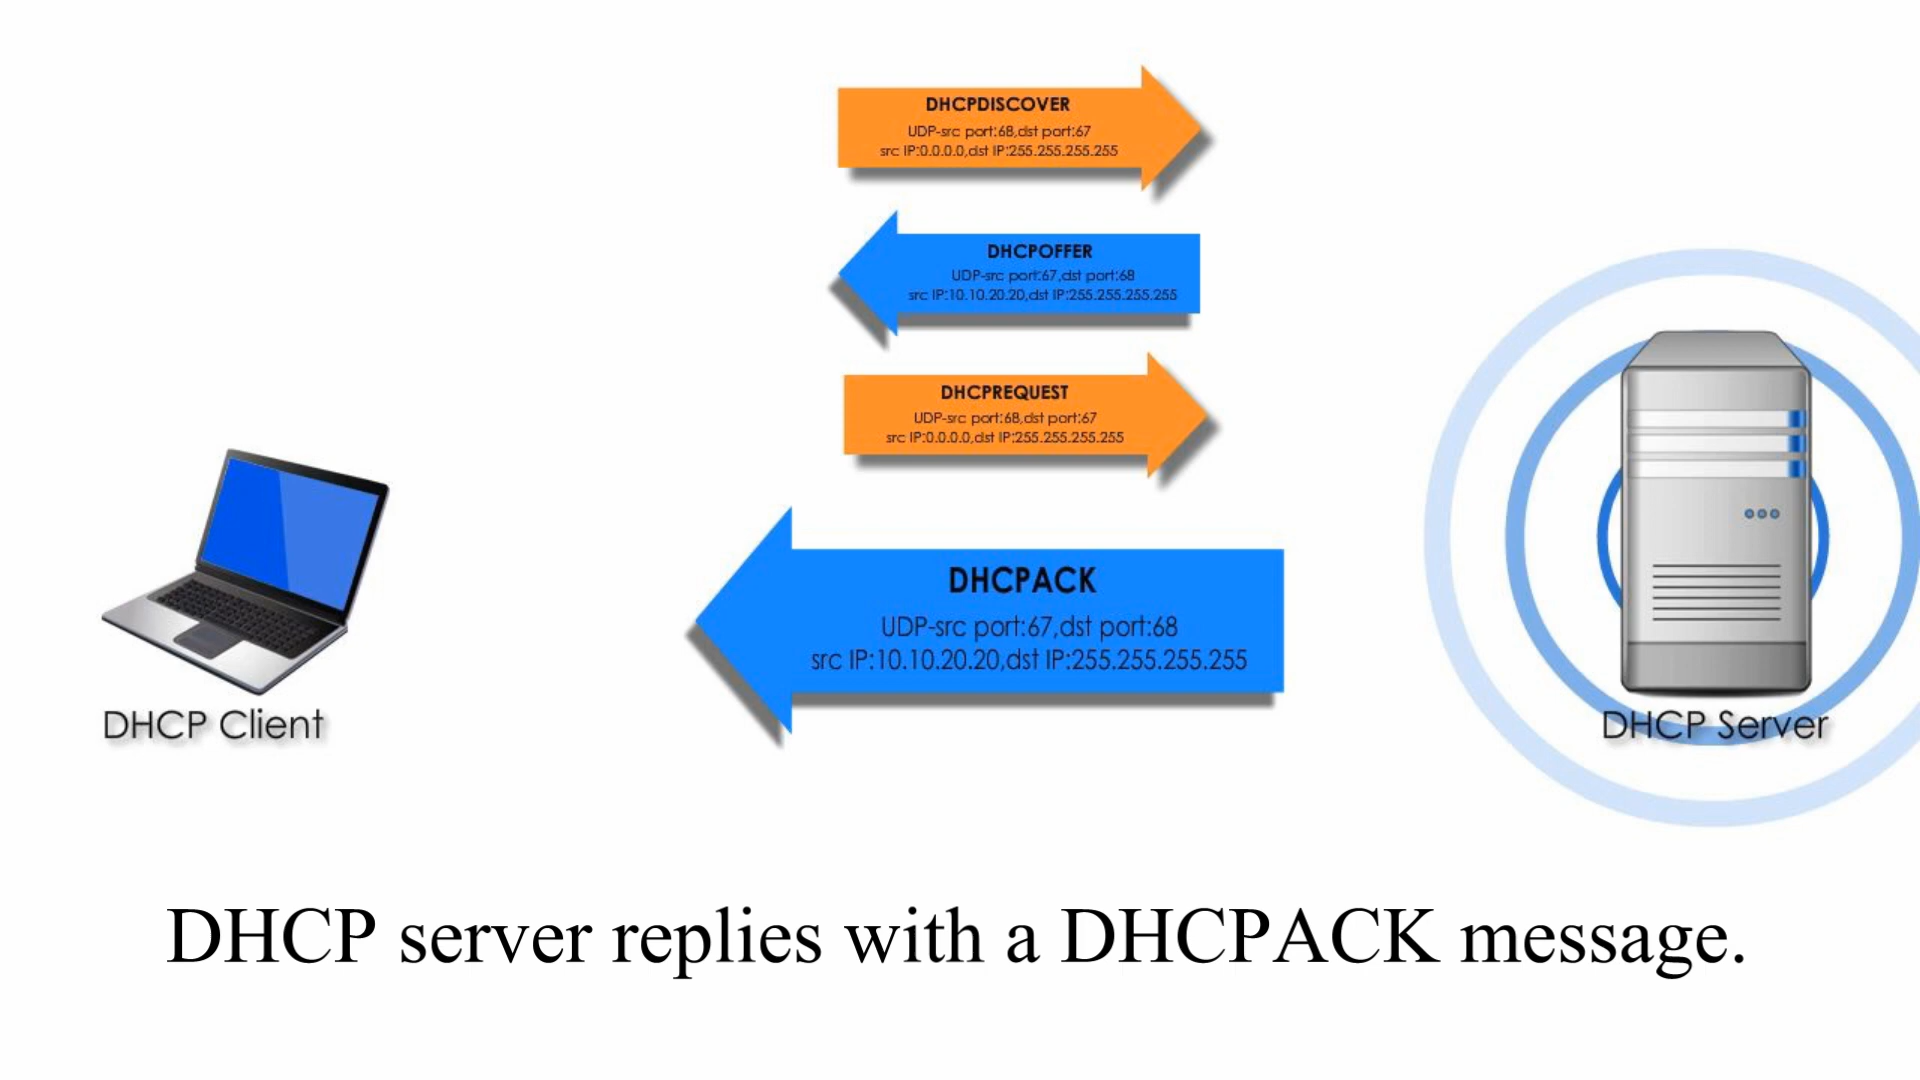 DHCPDISCOVER
UDP-src port:68,dst port:67
src IP:0.0.0.0,dst IP:255.255.255.255
DHCPOFFER
UDP-src port:67,dst port:68
src IP:10.10.20.20,dst IP:255.255.255.255
DHCPREQUEST
UDP-src port:68,dst port:67
src IP:0.0.0.0,dst IP:255.255.255.255
DHCPACK
UDP-src port:67,dst port:68
src IP:10.10.20.20,dst IP:255.255.255.255
DHCP Client
DHCP Server
DHCP server replies with a DHCPACK message.